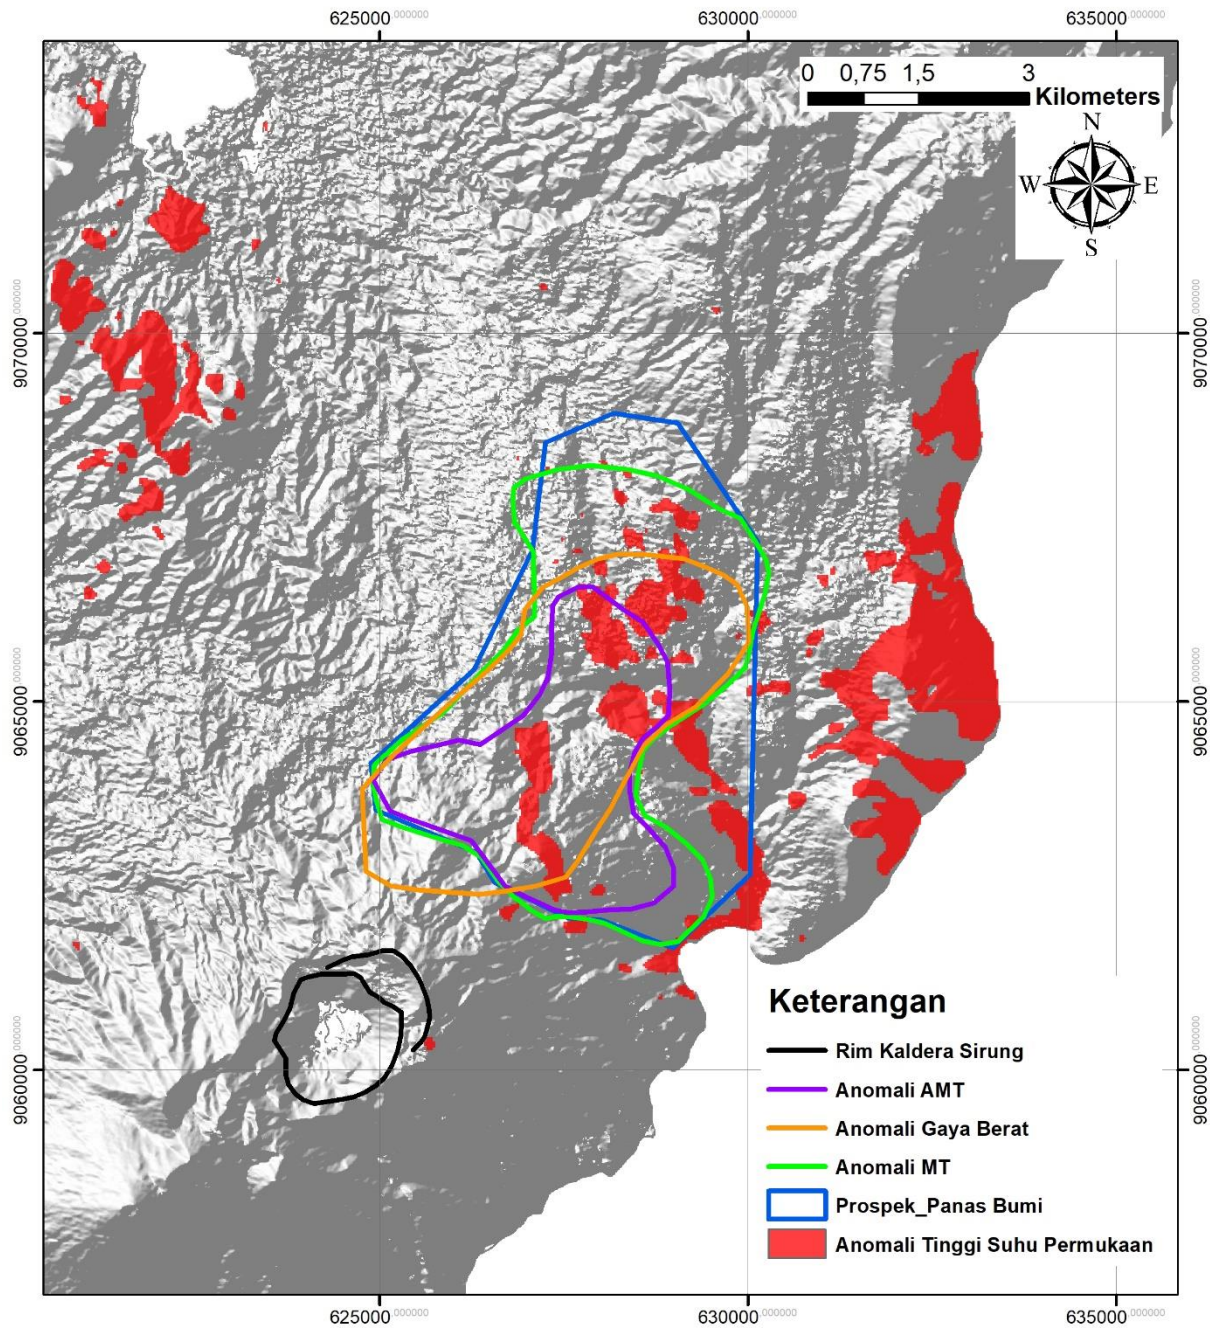 625000,000000 630000,000000 635000,000000
0 0,75 1,5 3
Kilometers
N
W E
S
9070000,000000 9070000,000000
9065000,000000 9065000,000000
9060000,000000 9060000,000000
Keterangan
Rim Kaldera Sirung
Anomali AMT
Anomali Gaya Berat
Anomali MT
Prospek_Panas Bumi
Anomali Tinggi Suhu Permukaan
625000,000000 630000,000000 635000,000000